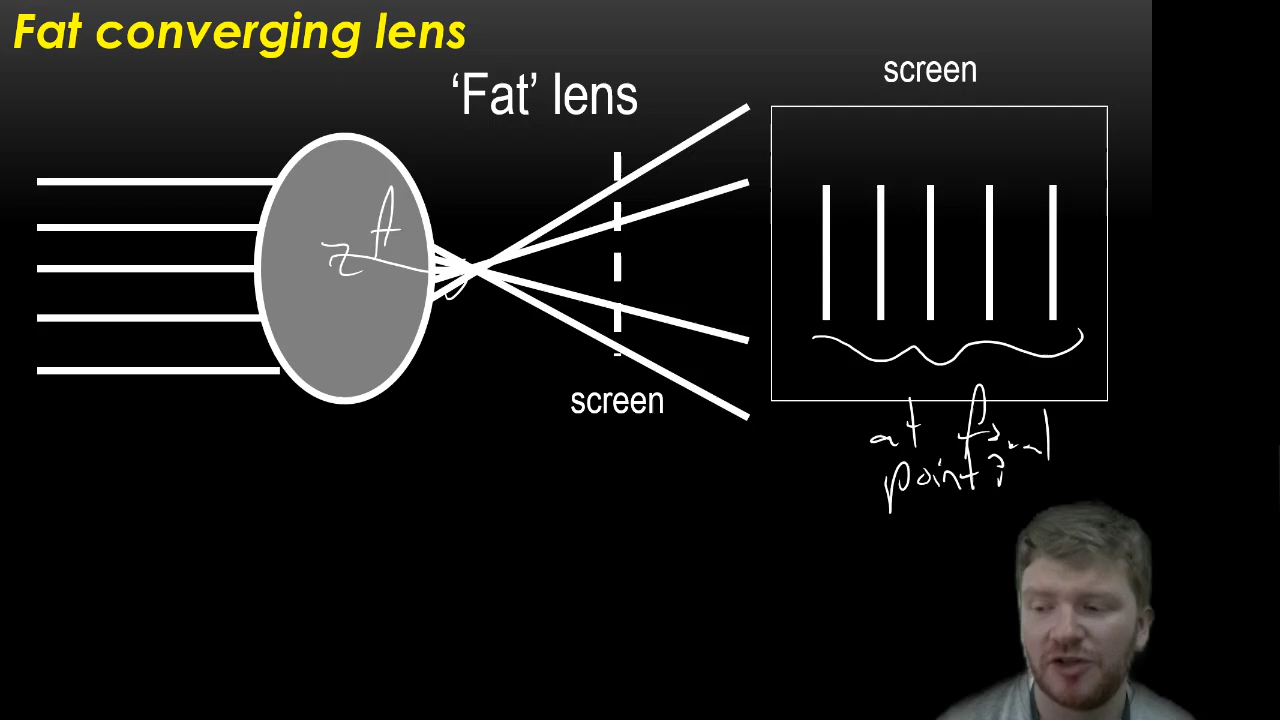 Fat converging lens
‘Fat’ lens
screen
screen
at focal
point?